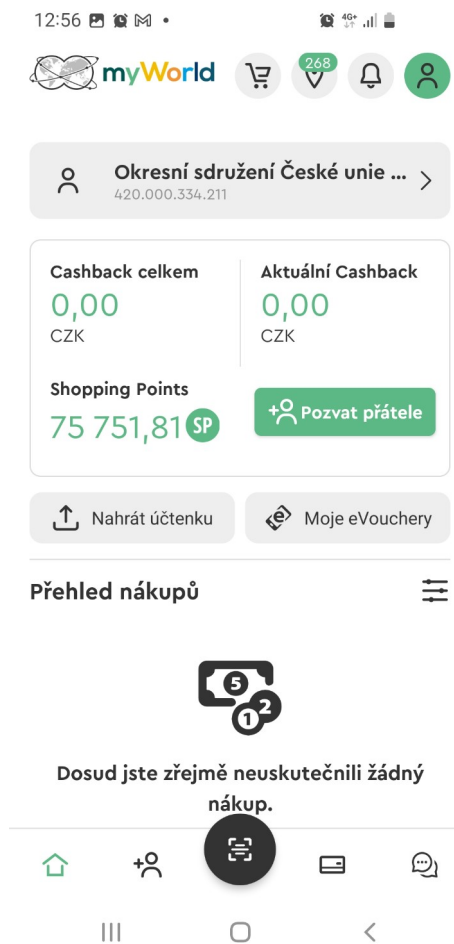 12:56
4G+
myWorld
268
Okresní sdružení České unie ...
420.000.334.211
Cashback celkem
0,00
CZK
Aktuální Cashback
0,00
CZK
Shopping Points
75 751,81 SP
Pozvat přátele
Nahrát účtenku
e
Moje eVouchery
Přehled nákupů
5
1 2
Dosud jste zřejmě neuskutečnili žádný
nákup.